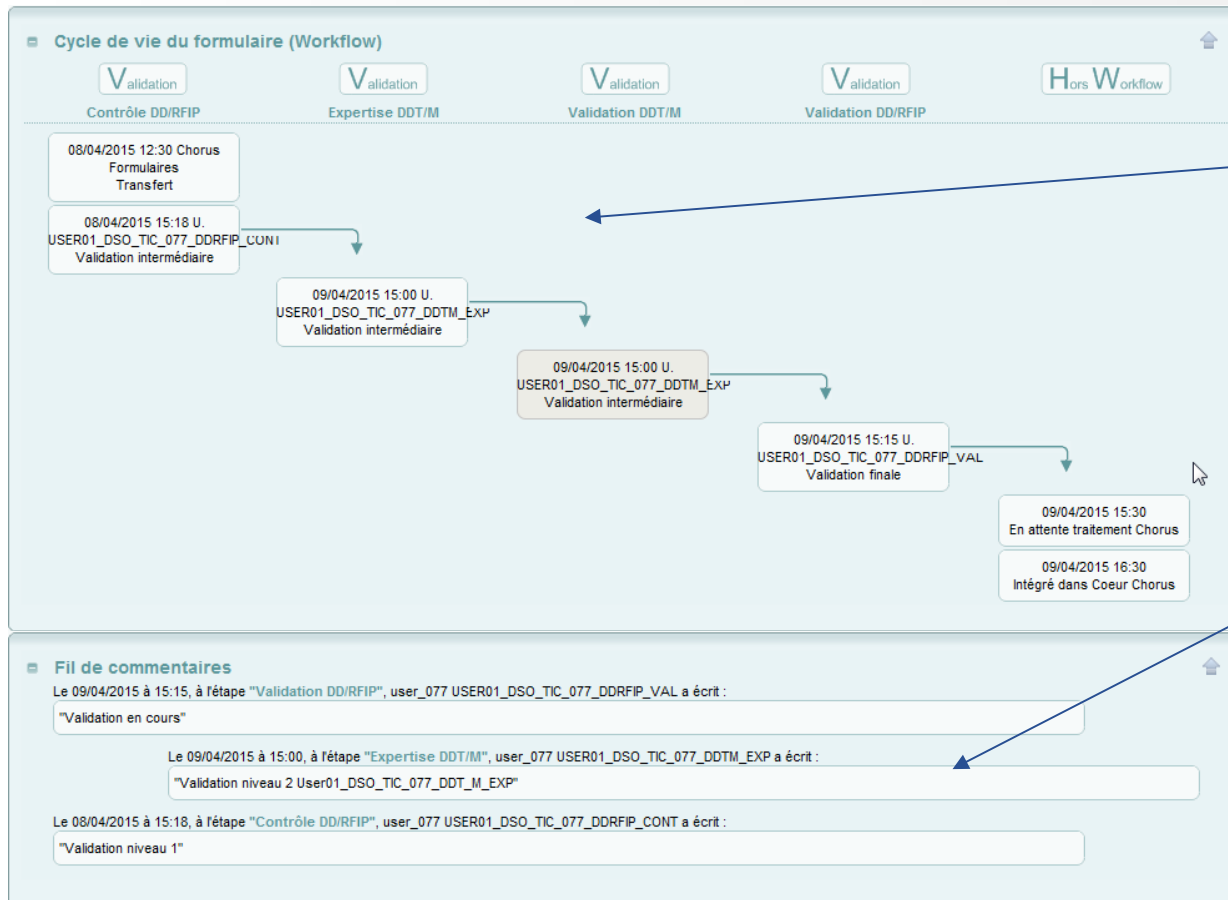 Cycle de vie du formulaire (Workflow)
Validation Validation Validation Validation Hors Workflow
Contrôle DD/RFIP Expertise DDT/M Validation DDT/M Validation DD/RFIP
08/04/2015 12:30 Chorus
Formulaires
Transfert
08/04/2015 15:18 U.
USER01_DSO_TIC_077_DDRFIP_CONT
Validation intermédiaire
09/04/2015 15:00 U.
USER01_DSO_TIC_077_DDTM_EXP
Validation intermédiaire
09/04/2015 15:00 U.
USER01_DSO_TIC_077_DDTM_EXP
Validation intermédiaire
09/04/2015 15:15 U.
USER01_DSO_TIC_077_DDRFIP_VAL
Validation finale
09/04/2015 15:30
En attente traitement Chorus
09/04/2015 16:30
Intégré dans Coeur Chorus
Fil de commentaires
Le 09/04/2015 à 15:15, à l'étape "Validation DD/RFIP", user_077 USER01_DSO_TIC_077_DDRFIP_VAL a écrit :
"Validation en cours"
Le 09/04/2015 à 15:00, à l'étape "Expertise DDT/M", user_077 USER01_DSO_TIC_077_DDTM_EXP a écrit :
"Validation niveau 2 User01_DSO_TIC_077_DDT_M_EXP"
Le 08/04/2015 à 15:18, à l'étape "Contrôle DD/RFIP", user_077 USER01_DSO_TIC_077_DDRFIP_CONT a écrit :
"Validation niveau 1"